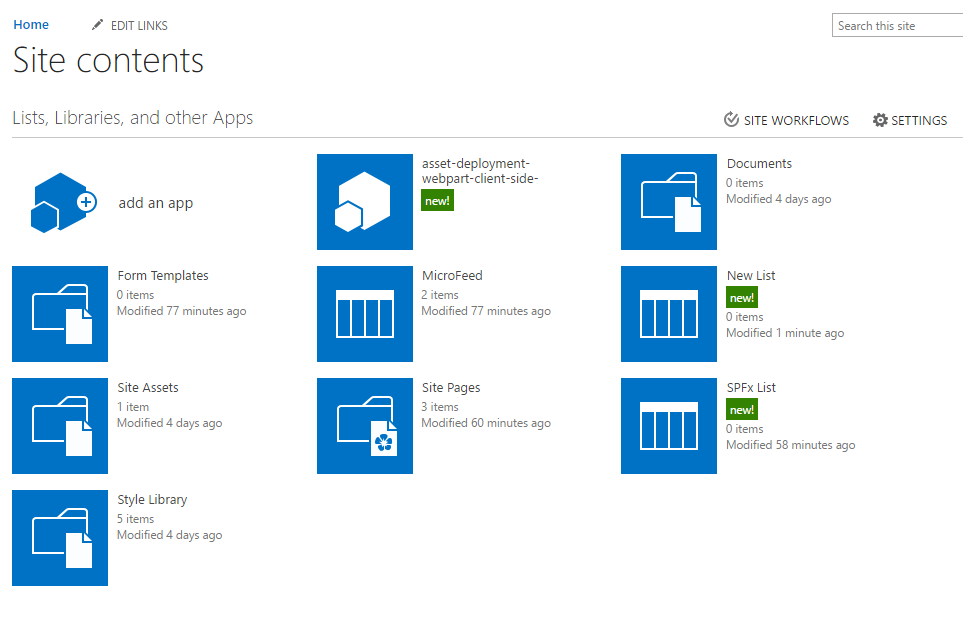 Home
EDIT LINKS
Search this site
Site contents
Lists, Libraries, and other Apps
SITE WORKFLOWS
SETTINGS
add an app
asset-deployment-
webpart-client-side-
new!
Documents
0 items
Modified 4 days ago
Form Templates
0 items
Modified 77 minutes ago
MicroFeed
2 items
Modified 77 minutes ago
New List
new!
0 items
Modified 1 minute ago
Site Assets
1 item
Modified 4 days ago
Site Pages
3 items
Modified 60 minutes ago
SPFx List
new!
0 items
Modified 58 minutes ago
Style Library
5 items
Modified 4 days ago